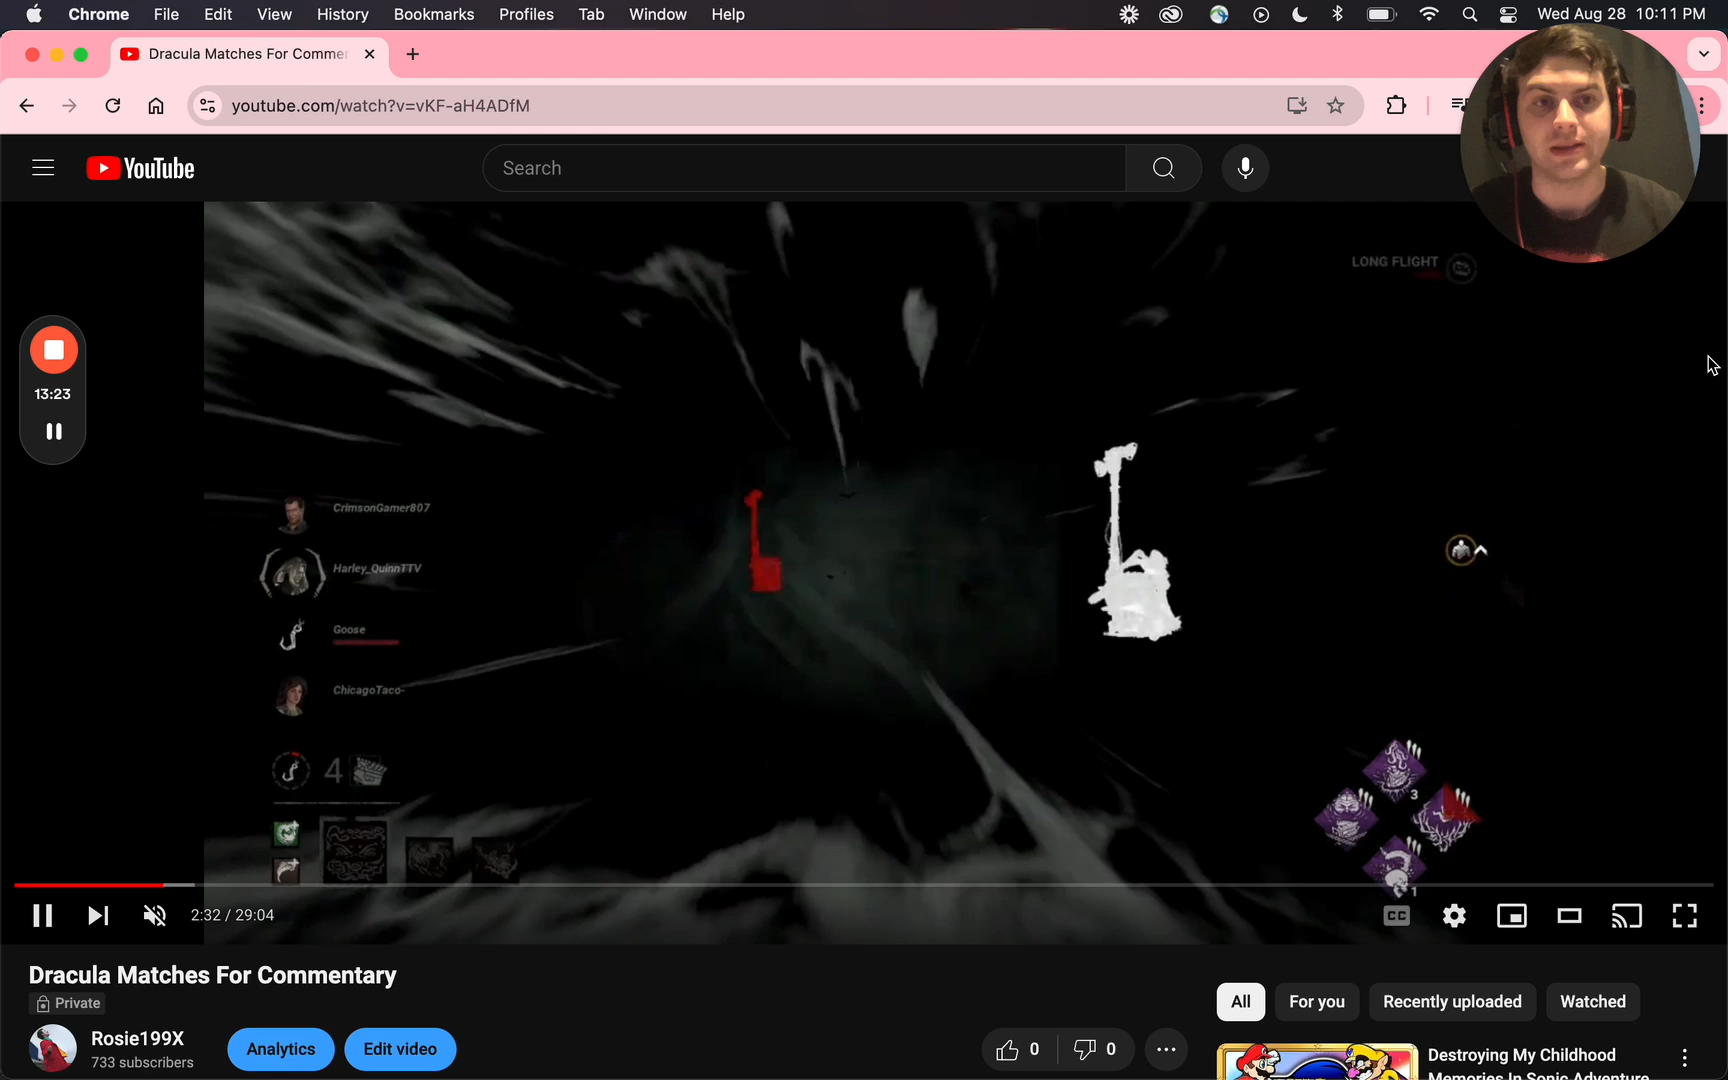 Chrome File Edit View History Bookmarks Profiles Tab Window Help Wed Aug 28 10:11 PM
Dracula Matches For Commen
youtube.com/watch?v=vKF-aH4ADfM
YouTube
Search
LONG FLIGHT
13:23
CrimsonGamer807
Harley_QuinnTTV
Goose
ChicagoTaco-
4
3
1
2:32 / 29:04
CC
Dracula Matches For Commentary
Private
All For you Recently uploaded Watched
Rosie199X
733 subscribers
Analytics Edit video
0 0
Destroying My Childhood
Memories In Sonic Adventure